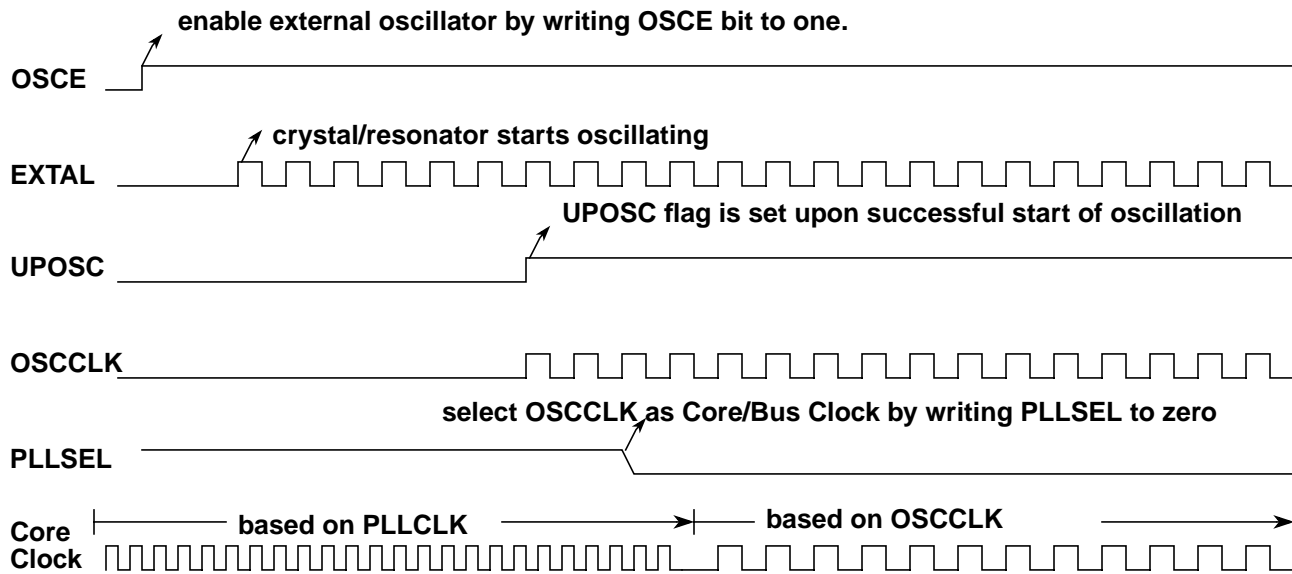 enable external oscillator by writing OSCE bit to one.
OSCE
crystal/resonator starts oscillating
EXTAL
UPOSC flag is set upon successful start of oscillation
UPOSC
OSCCLK
select OSCCLK as Core/Bus Clock by writing PLLSEL to zero
PLLSEL
based on PLLCLK
based on OSCCLK
Core
Clock